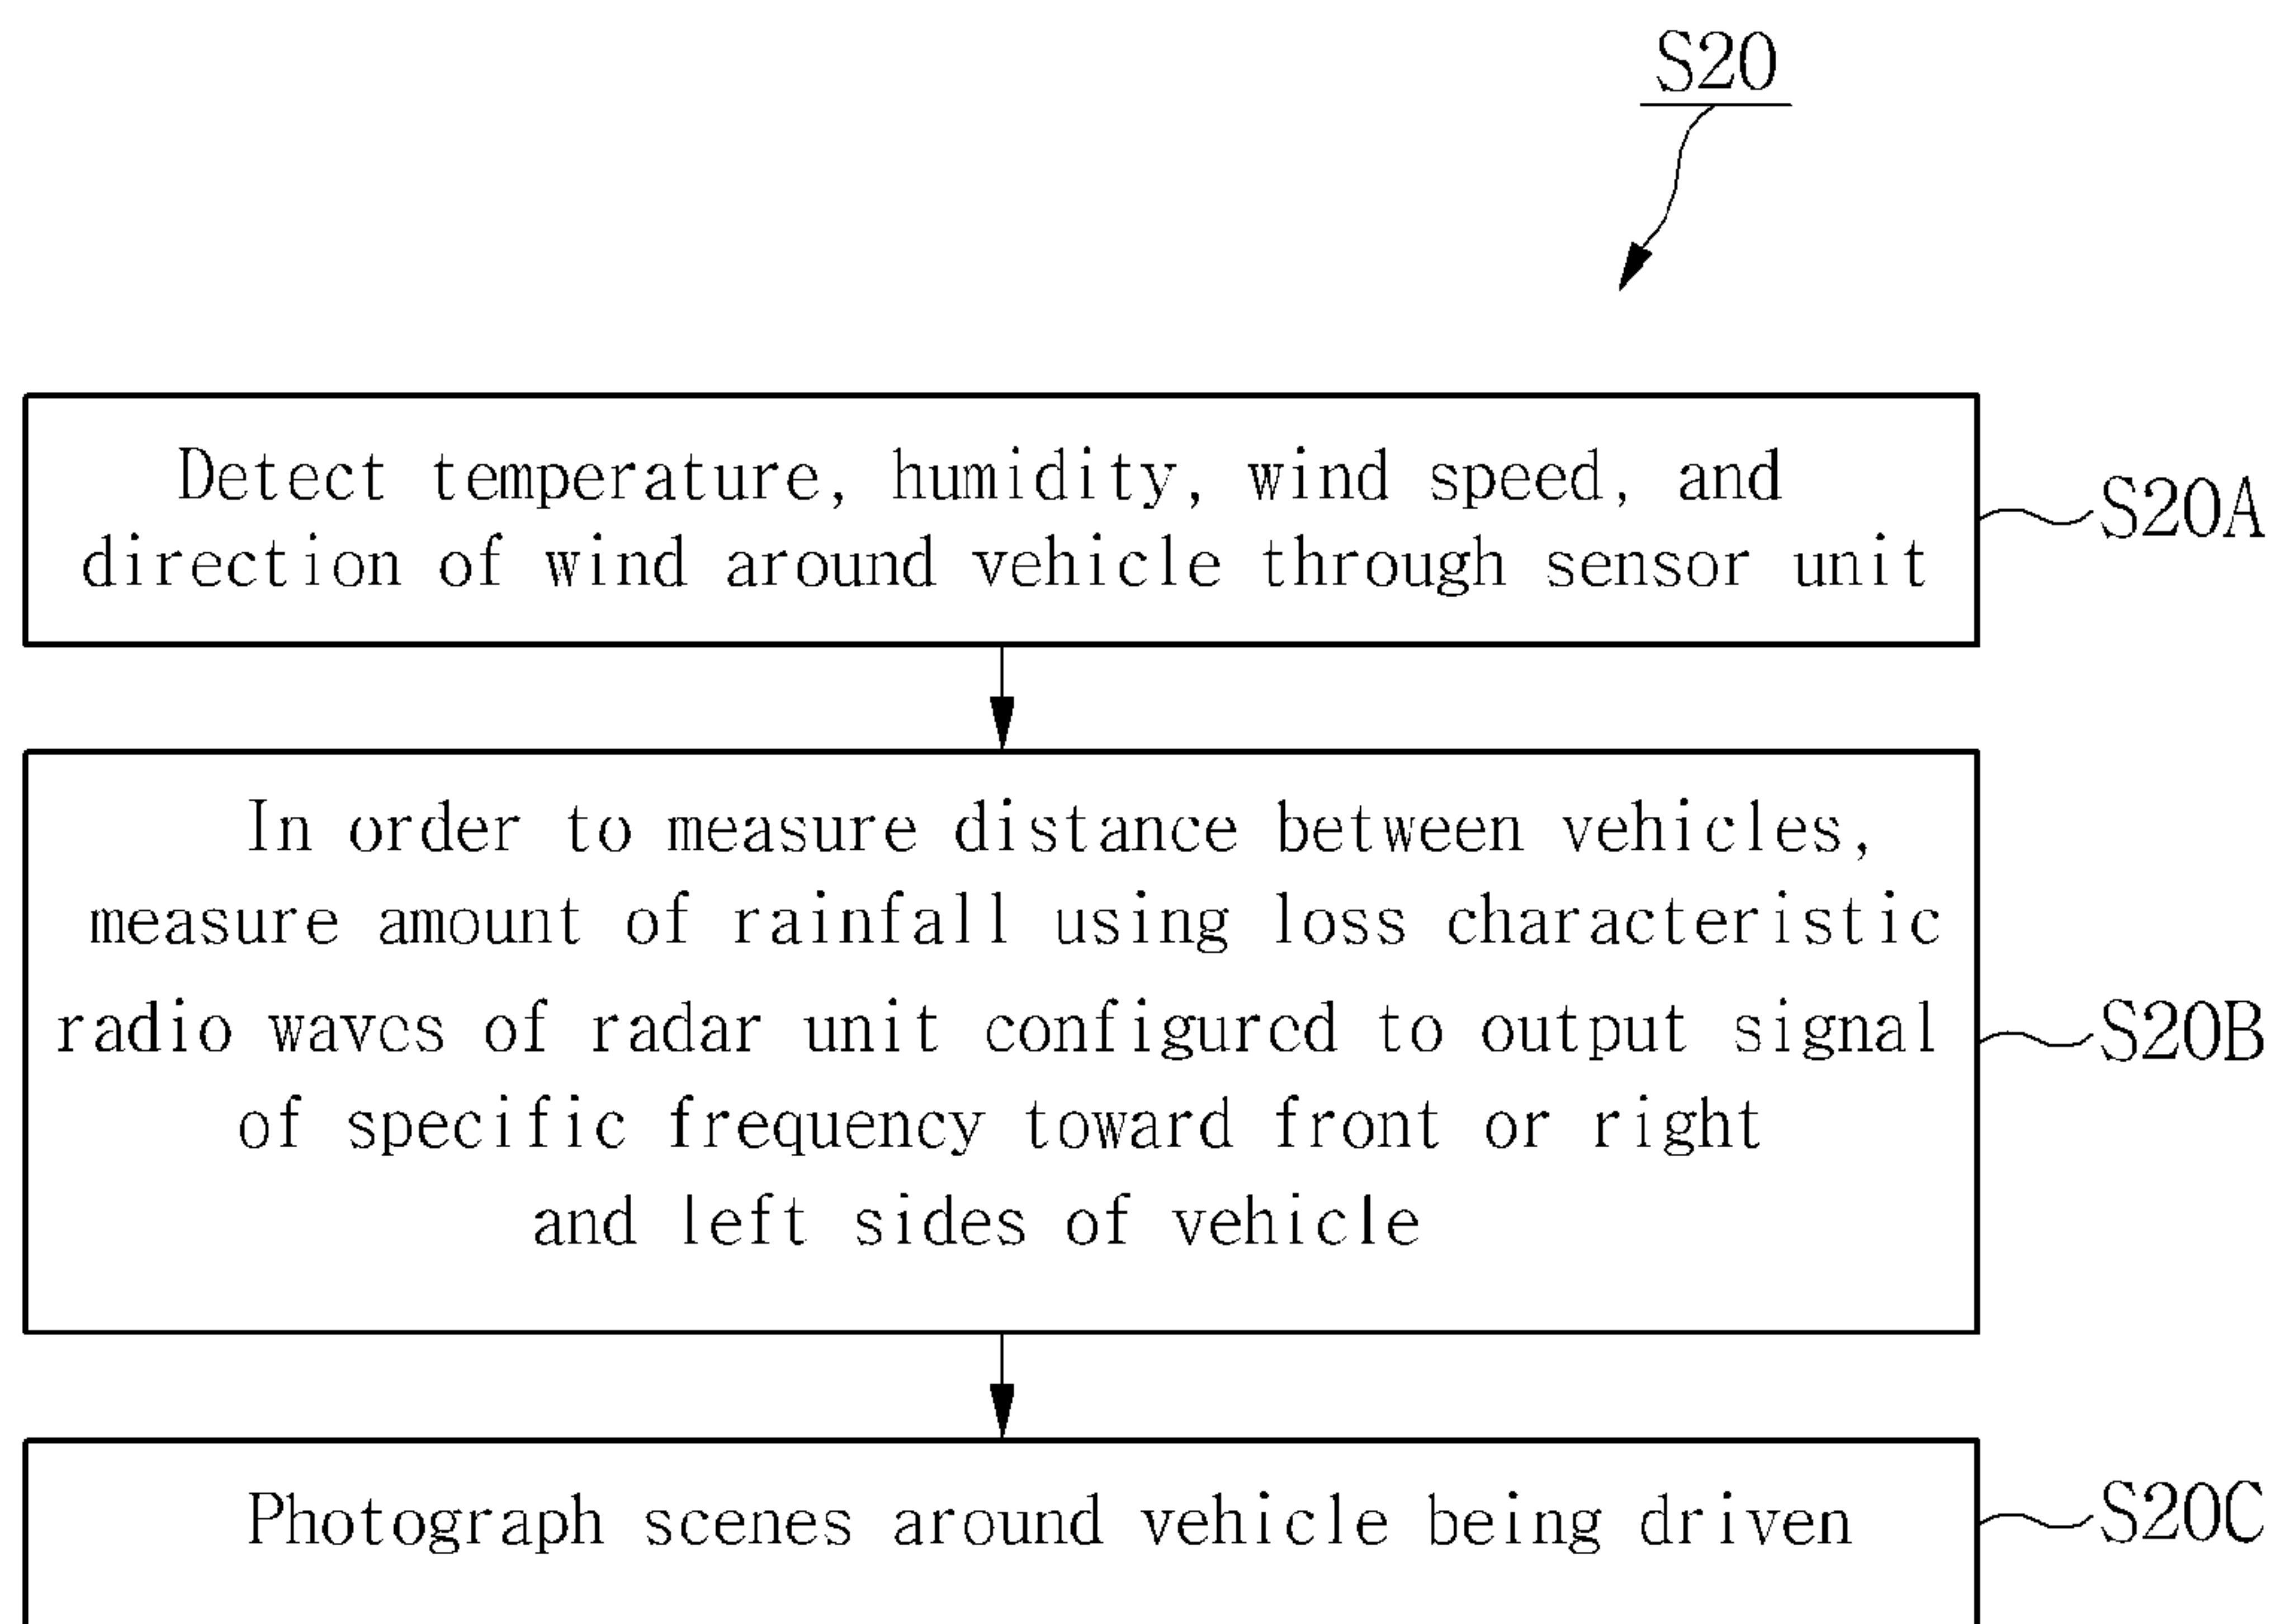 S20
Detect temperature, humidity, wind speed, and
direction of wind around vehicle through sensor unit
S20A
In order to measure distance between vehicles,
measure amount of rainfall using loss characteristic
radio waves of radar unit configured to output signal
of specific frequency toward front or right
and left sides of vehicle
S20B
Photograph scenes around vehicle being driven
S20C